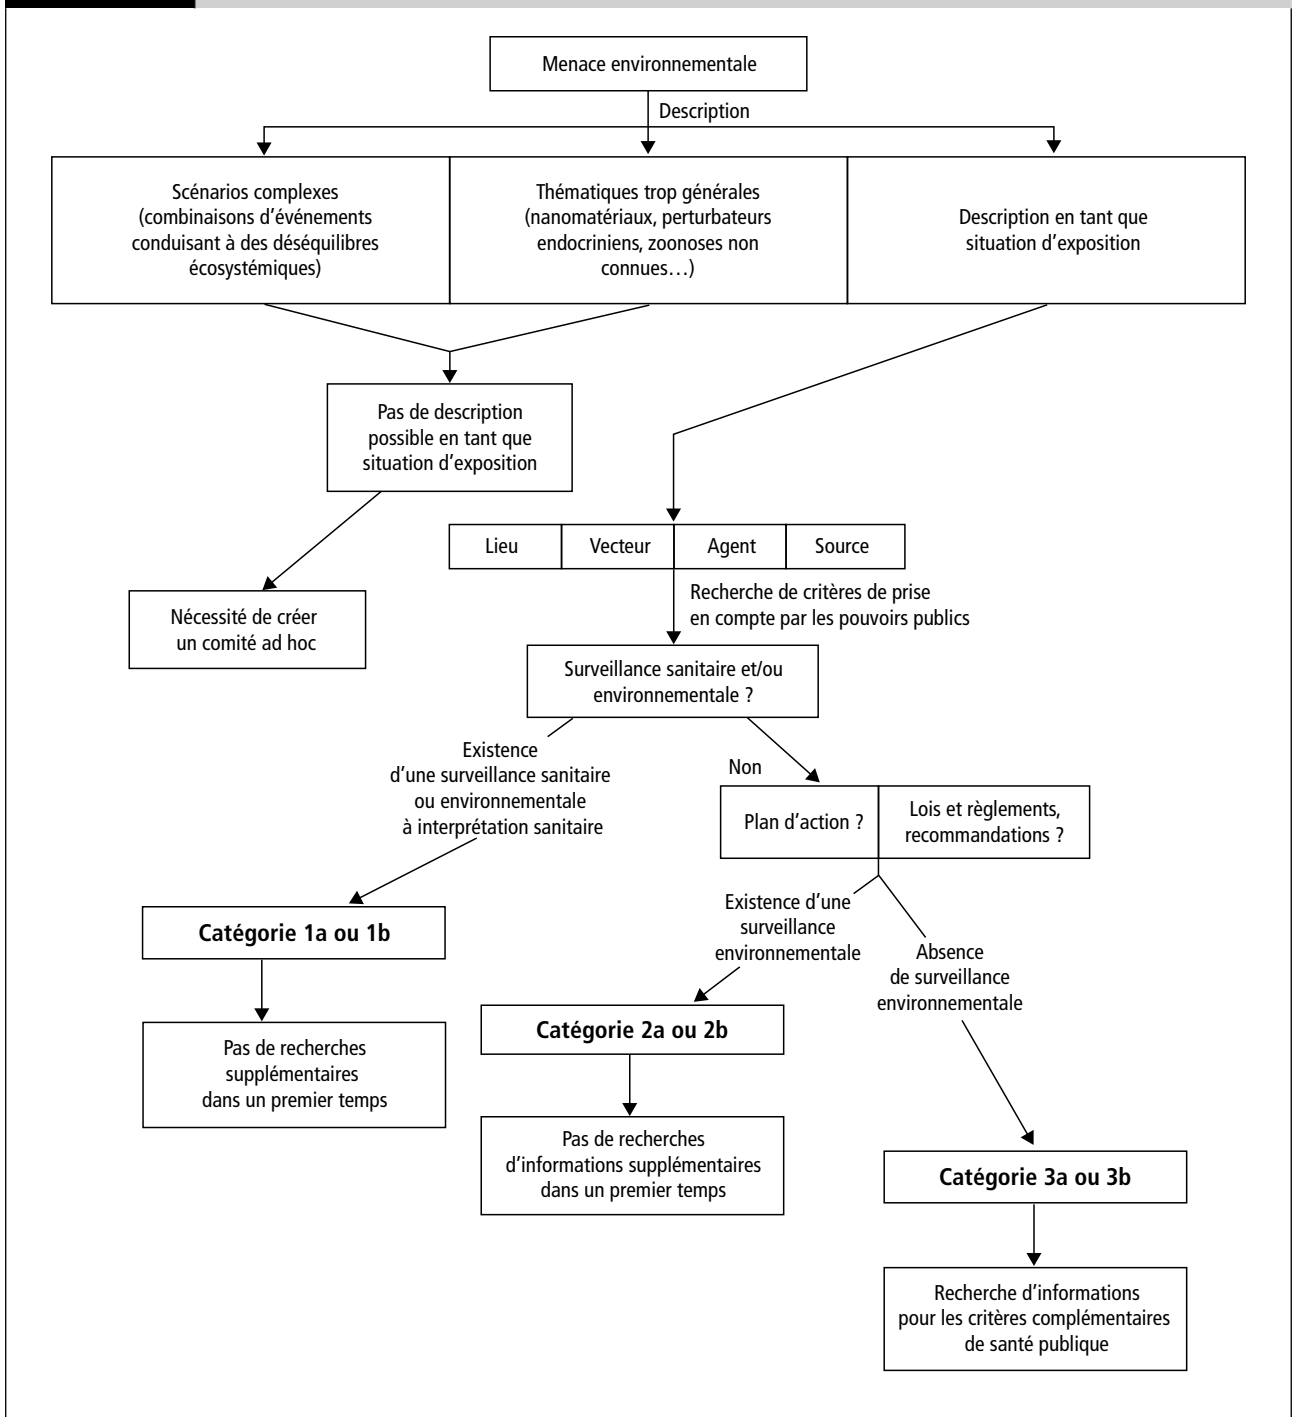 Menace environnementale
Description
Scénarios complexes
(combinaisons d’événements
conduisant à des déséquilibres
écosystémiques)
Thématiques trop générales
(nanomatériaux, perturbateurs
endocriniens, zoonoses non
connues…)
Description en tant que
situation d’exposition
Pas de description
possible en tant que
situation d’exposition
Nécessité de créer
un comité ad hoc
Lieu
Vecteur
Agent
Source
Recherche de critères de prise
en compte par les pouvoirs publics
Surveillance sanitaire et/ou
environnementale ?
Existence
d’une surveillance sanitaire
ou environnementale
à interprétation sanitaire
Non
Plan d’action ?
Lois et règlements,
recommandations ?
Catégorie 1a ou 1b
Pas de recherches
supplémentaires
dans un premier temps
Existence d’une
surveillance
environnementale
Absence
de surveillance
environnementale
Catégorie 2a ou 2b
Pas de recherches
d’informations supplémentaires
dans un premier temps
Catégorie 3a ou 3b
Recherche d’informations
pour les critères complémentaires
de santé publique